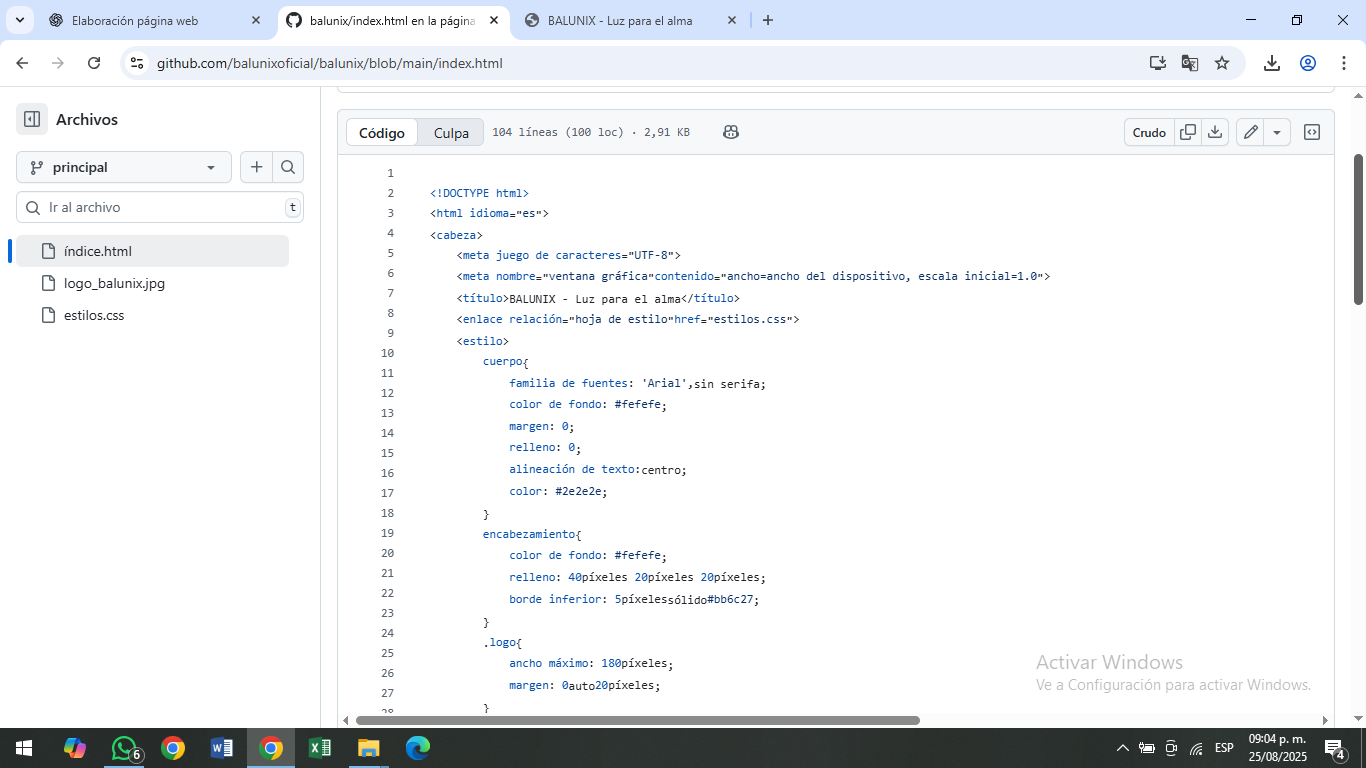 Elaboración página web
balunix/index.html en la página
BALUNIX - Luz para el alma
github.com/balunixoficial/balunix/blob/main/index.html
Archivos
principal
Ir al archivo
t
índice.html
logo_balunix.jpg
estilos.css
Código
Culpa
104 líneas (100 loc) · 2,91 KB
Crudo
1
2 <!DOCTYPE html>
3 <html idioma="es">
4 <cabeza>
5 <meta juego de caracteres="UTF-8">
6 <meta nombre="ventana gráfica"contenido="ancho=ancho del dispositivo, escala inicial=1.0">
7 <título>BALUNIX - Luz para el alma</título>
8 <enlace relación="hoja de estilo"href="estilos.css">
9 <estilo>
10 cuerpo{
11 familia de fuentes: 'Arial',sin serifa;
12 color de fondo: #fefefe;
13 margen: 0;
14 relleno: 0;
15 alineación de texto:centro;
16 color: #2e2e2e;
17 }
18 encabezamiento{
19 color de fondo: #fefefe;
20 relleno: 40píxeles 20píxeles 20píxeles;
21 borde inferior: 5píxelessólido#bb6c27;
22 }
23 .logo{
24 ancho máximo: 180píxeles;
25 margen: 0auto20píxeles;
26 }
27
28
Activar Windows
Ve a Configuración para activar Windows.
6
ESP
09:04 p. m.
25/08/2025
4